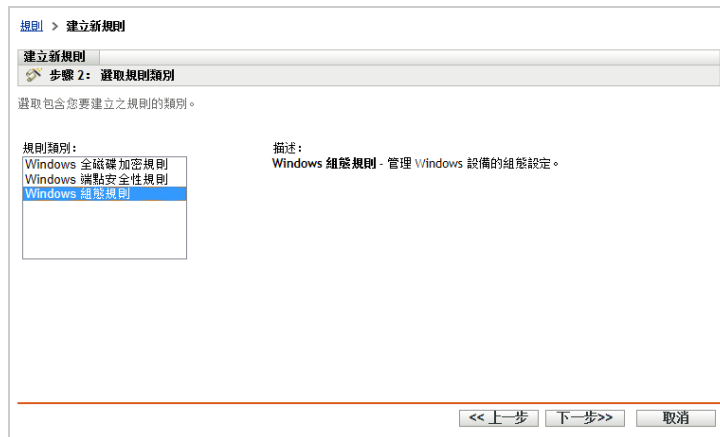 規則 > 建立新規則
建立新規則
步驟 2： 選取規則類別
選取包含您要建立之規則的類別。
規則類別：
Windows 全磁碟加密規則
Windows 端點安全性規則
Windows 組態規則
描述：
Windows 組態規則 - 管理 Windows 設備的組態設定。
<< 上一步
下一步>>
取消